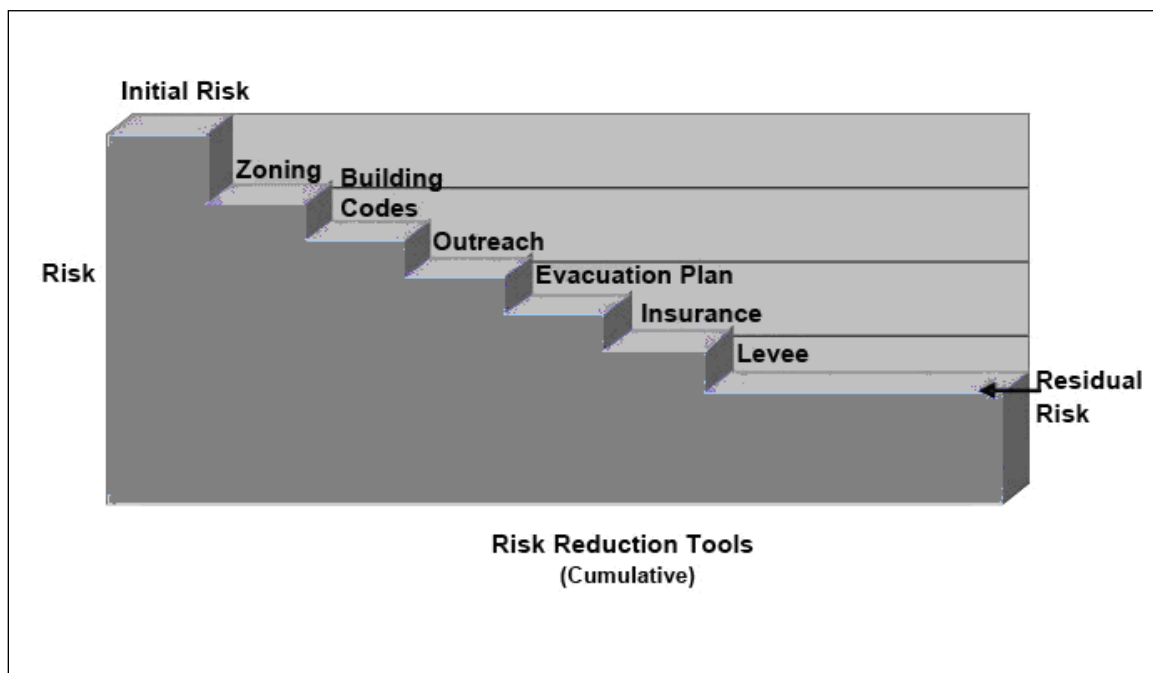 Initial Risk
Zoning
Building
Codes
Outreach
Risk
Evacuation Plan
Insurance
Levee
Residual
Risk
Risk Reduction Tools
(Cumulative)